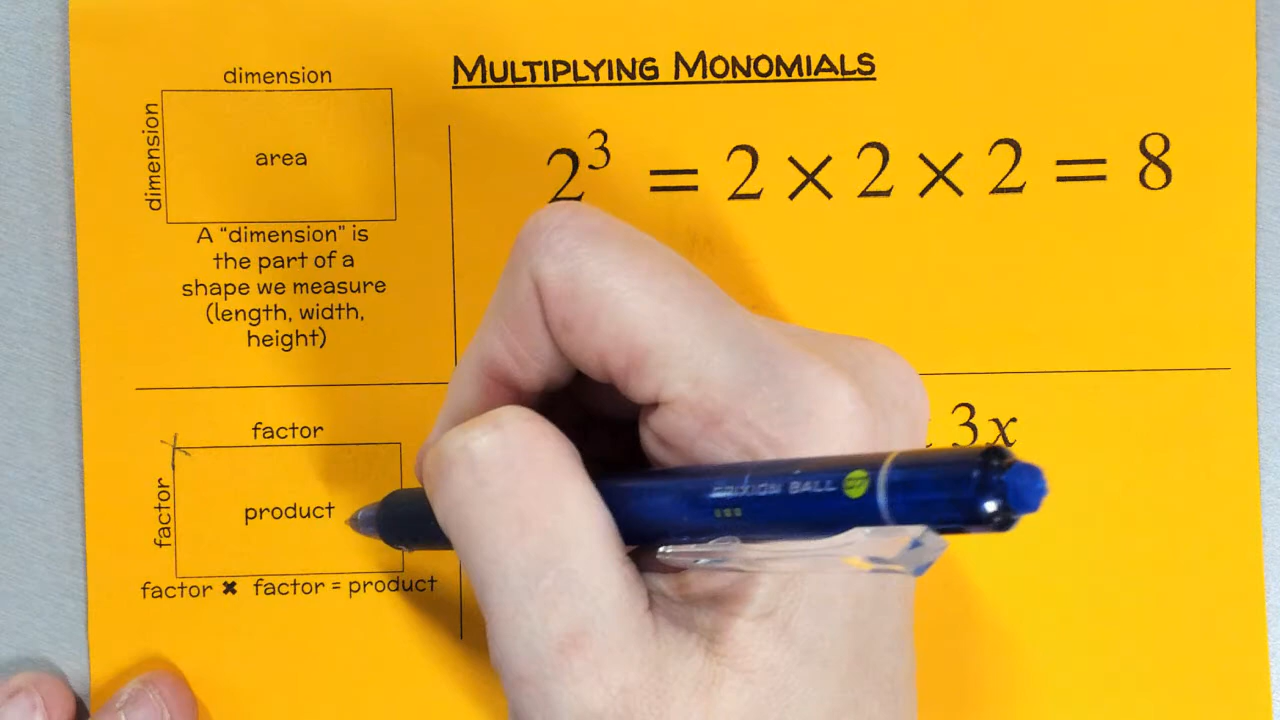 MULTIPLYING MONOMIALS
dimension
dimension
area
A "dimension" is
the part of a
shape we measure
(length, width,
height)
2³ = 2 × 2 × 2 = 8
factor
factor
product
factor ✖ factor = product
3x
BALL